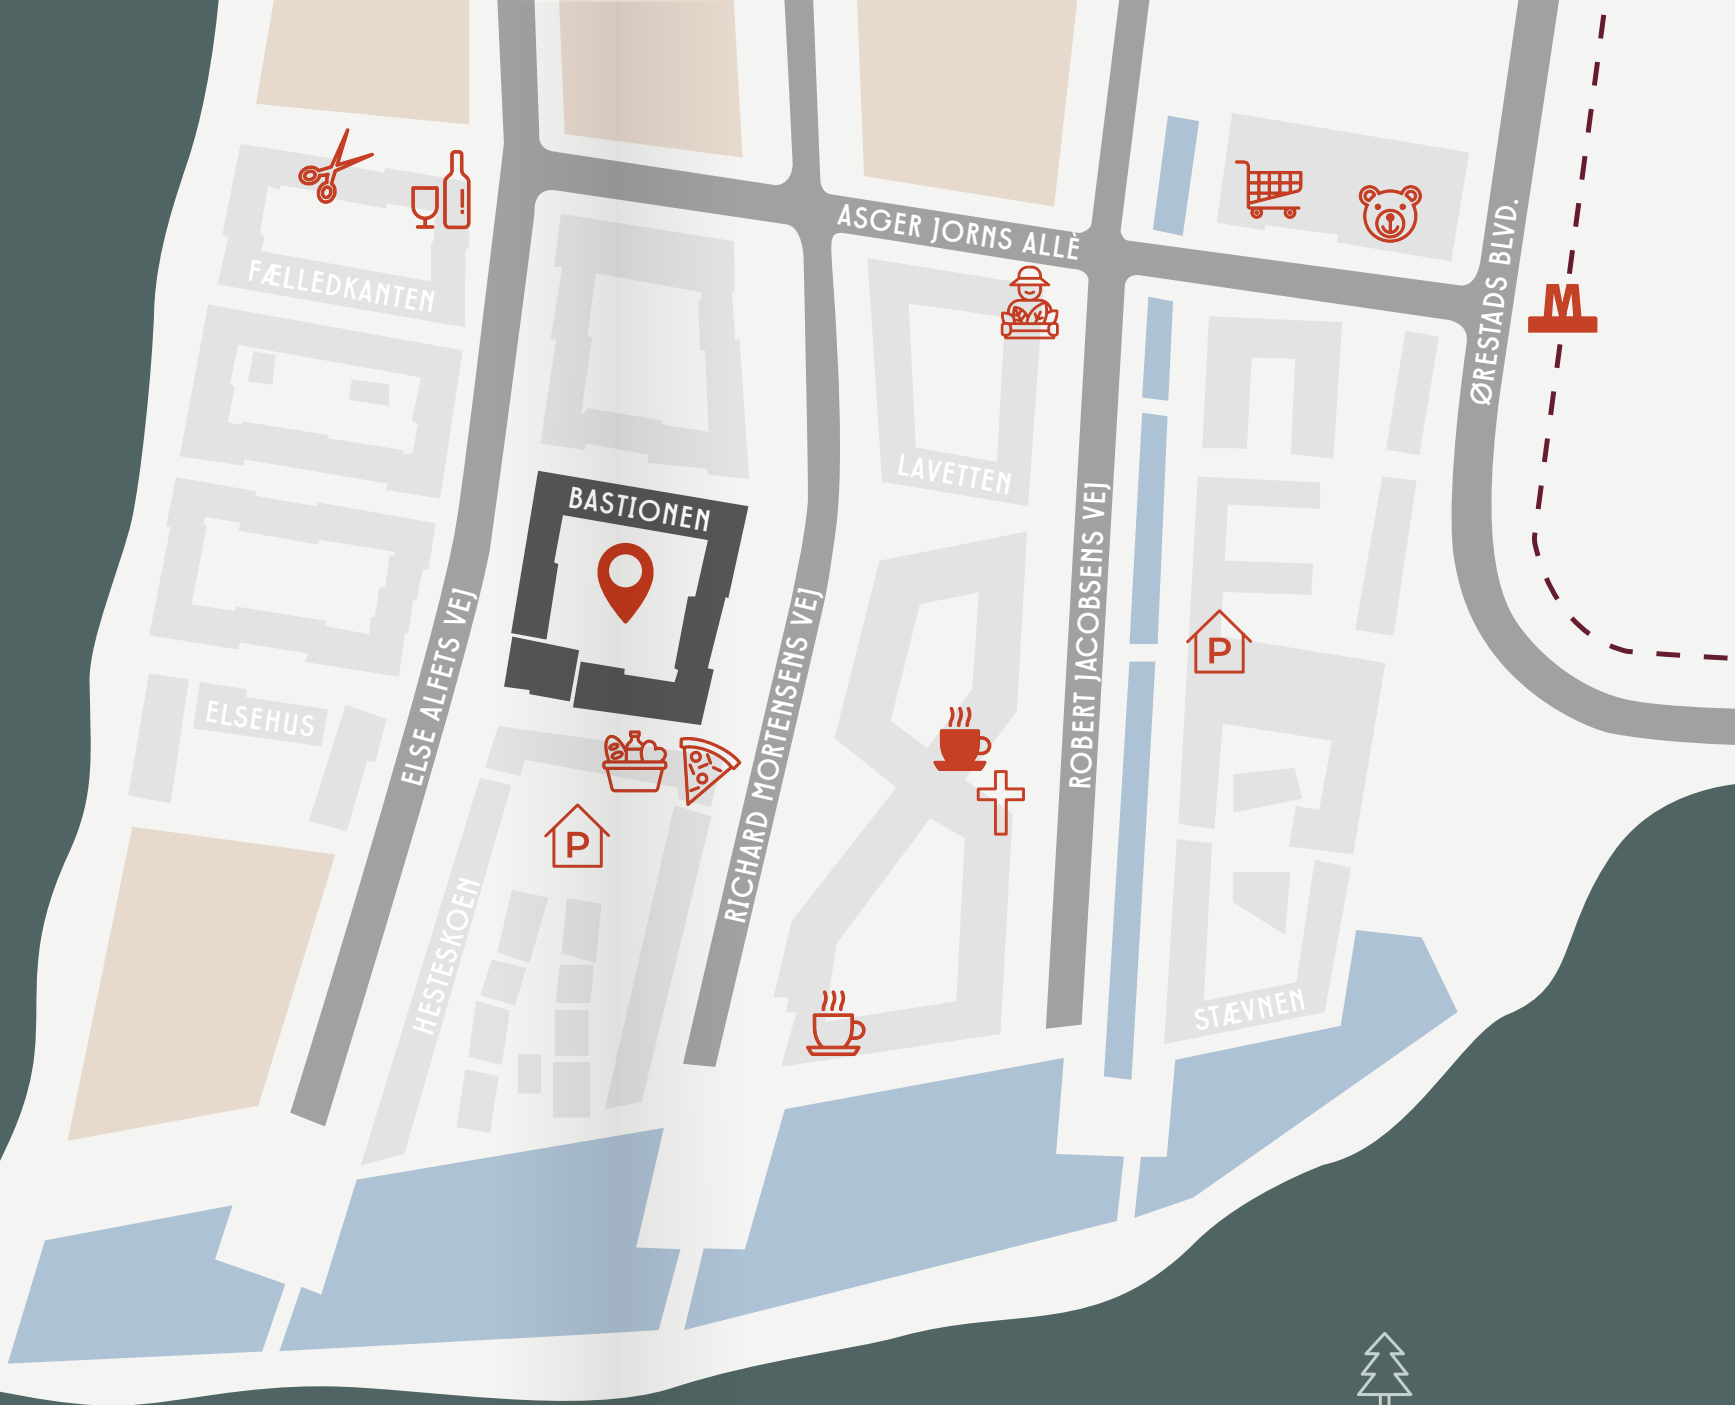 ASGER JORNS ALLÉ
ØRESTADS BLVD.
M
FÆLLEDKANTEN
LAVETTEN
BASTIONEN
ROBERT JACOBSENS VEJ
ELSE ALFETS VEJ
RICHARD MORTENSENS VEJ
P
ELSEHUS
P
HESTESKOEN
STÆVNEN